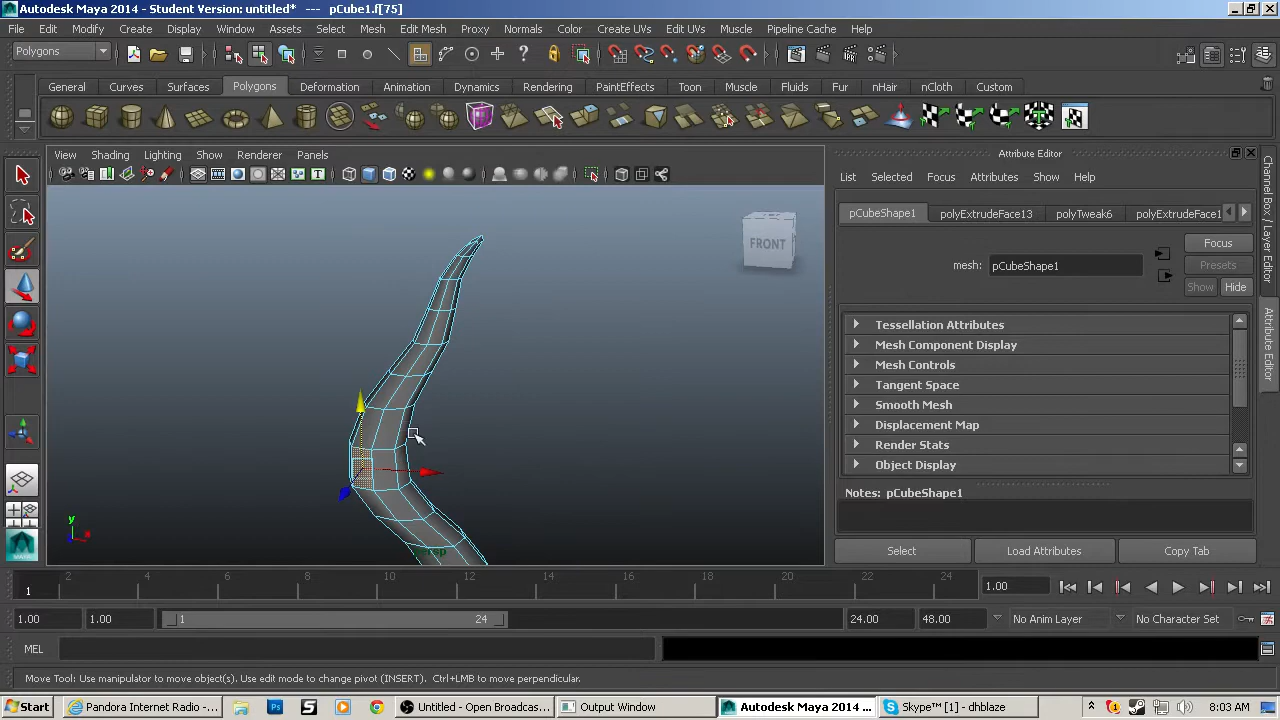 Autodesk Maya 2014 - Student Version: untitled*   ---   pCube1.f[75]
File Edit Modify Create Display Window Assets Select Mesh Edit Mesh Proxy Normals Color Create UVs Edit UVs Muscle Pipeline Cache Help
Polygons
General Curves Surfaces Polygons Deformation Animation Dynamics Rendering PaintEffects Toon Muscle Fluids Fur nHair nCloth Custom
View Shading Lighting Show Renderer Panels
Attribute Editor
List Selected Focus Attributes Show Help
pCubeShape1 polyExtrudeFace13 polyTweak6 polyExtrudeFace1
Focus
mesh: pCubeShape1
Presets
Show Hide
FRONT
Tessellation Attributes
Mesh Component Display
Mesh Controls
Tangent Space
Smooth Mesh
Displacement Map
Render Stats
Object Display
Notes: pCubeShape1
Select Load Attributes Copy Tab
Channel Box / Layer Editor
Attribute Editor
y
x
persp
1 2 4 6 8 10 12 14 16 18 20 22 24
1.00
1.00 1.00 1 24 24.00 48.00 No Anim Layer No Character Set
MEL
Move Tool: Use manipulator to move object(s). Use edit mode to change pivot (INSERT). Ctrl+LMB to move perpendicular.
Start Pandora Internet Radio -... Untitled - Open Broadcas... Output Window Autodesk Maya 2014 ... Skype™ [1] - dhblaze 8:03 AM